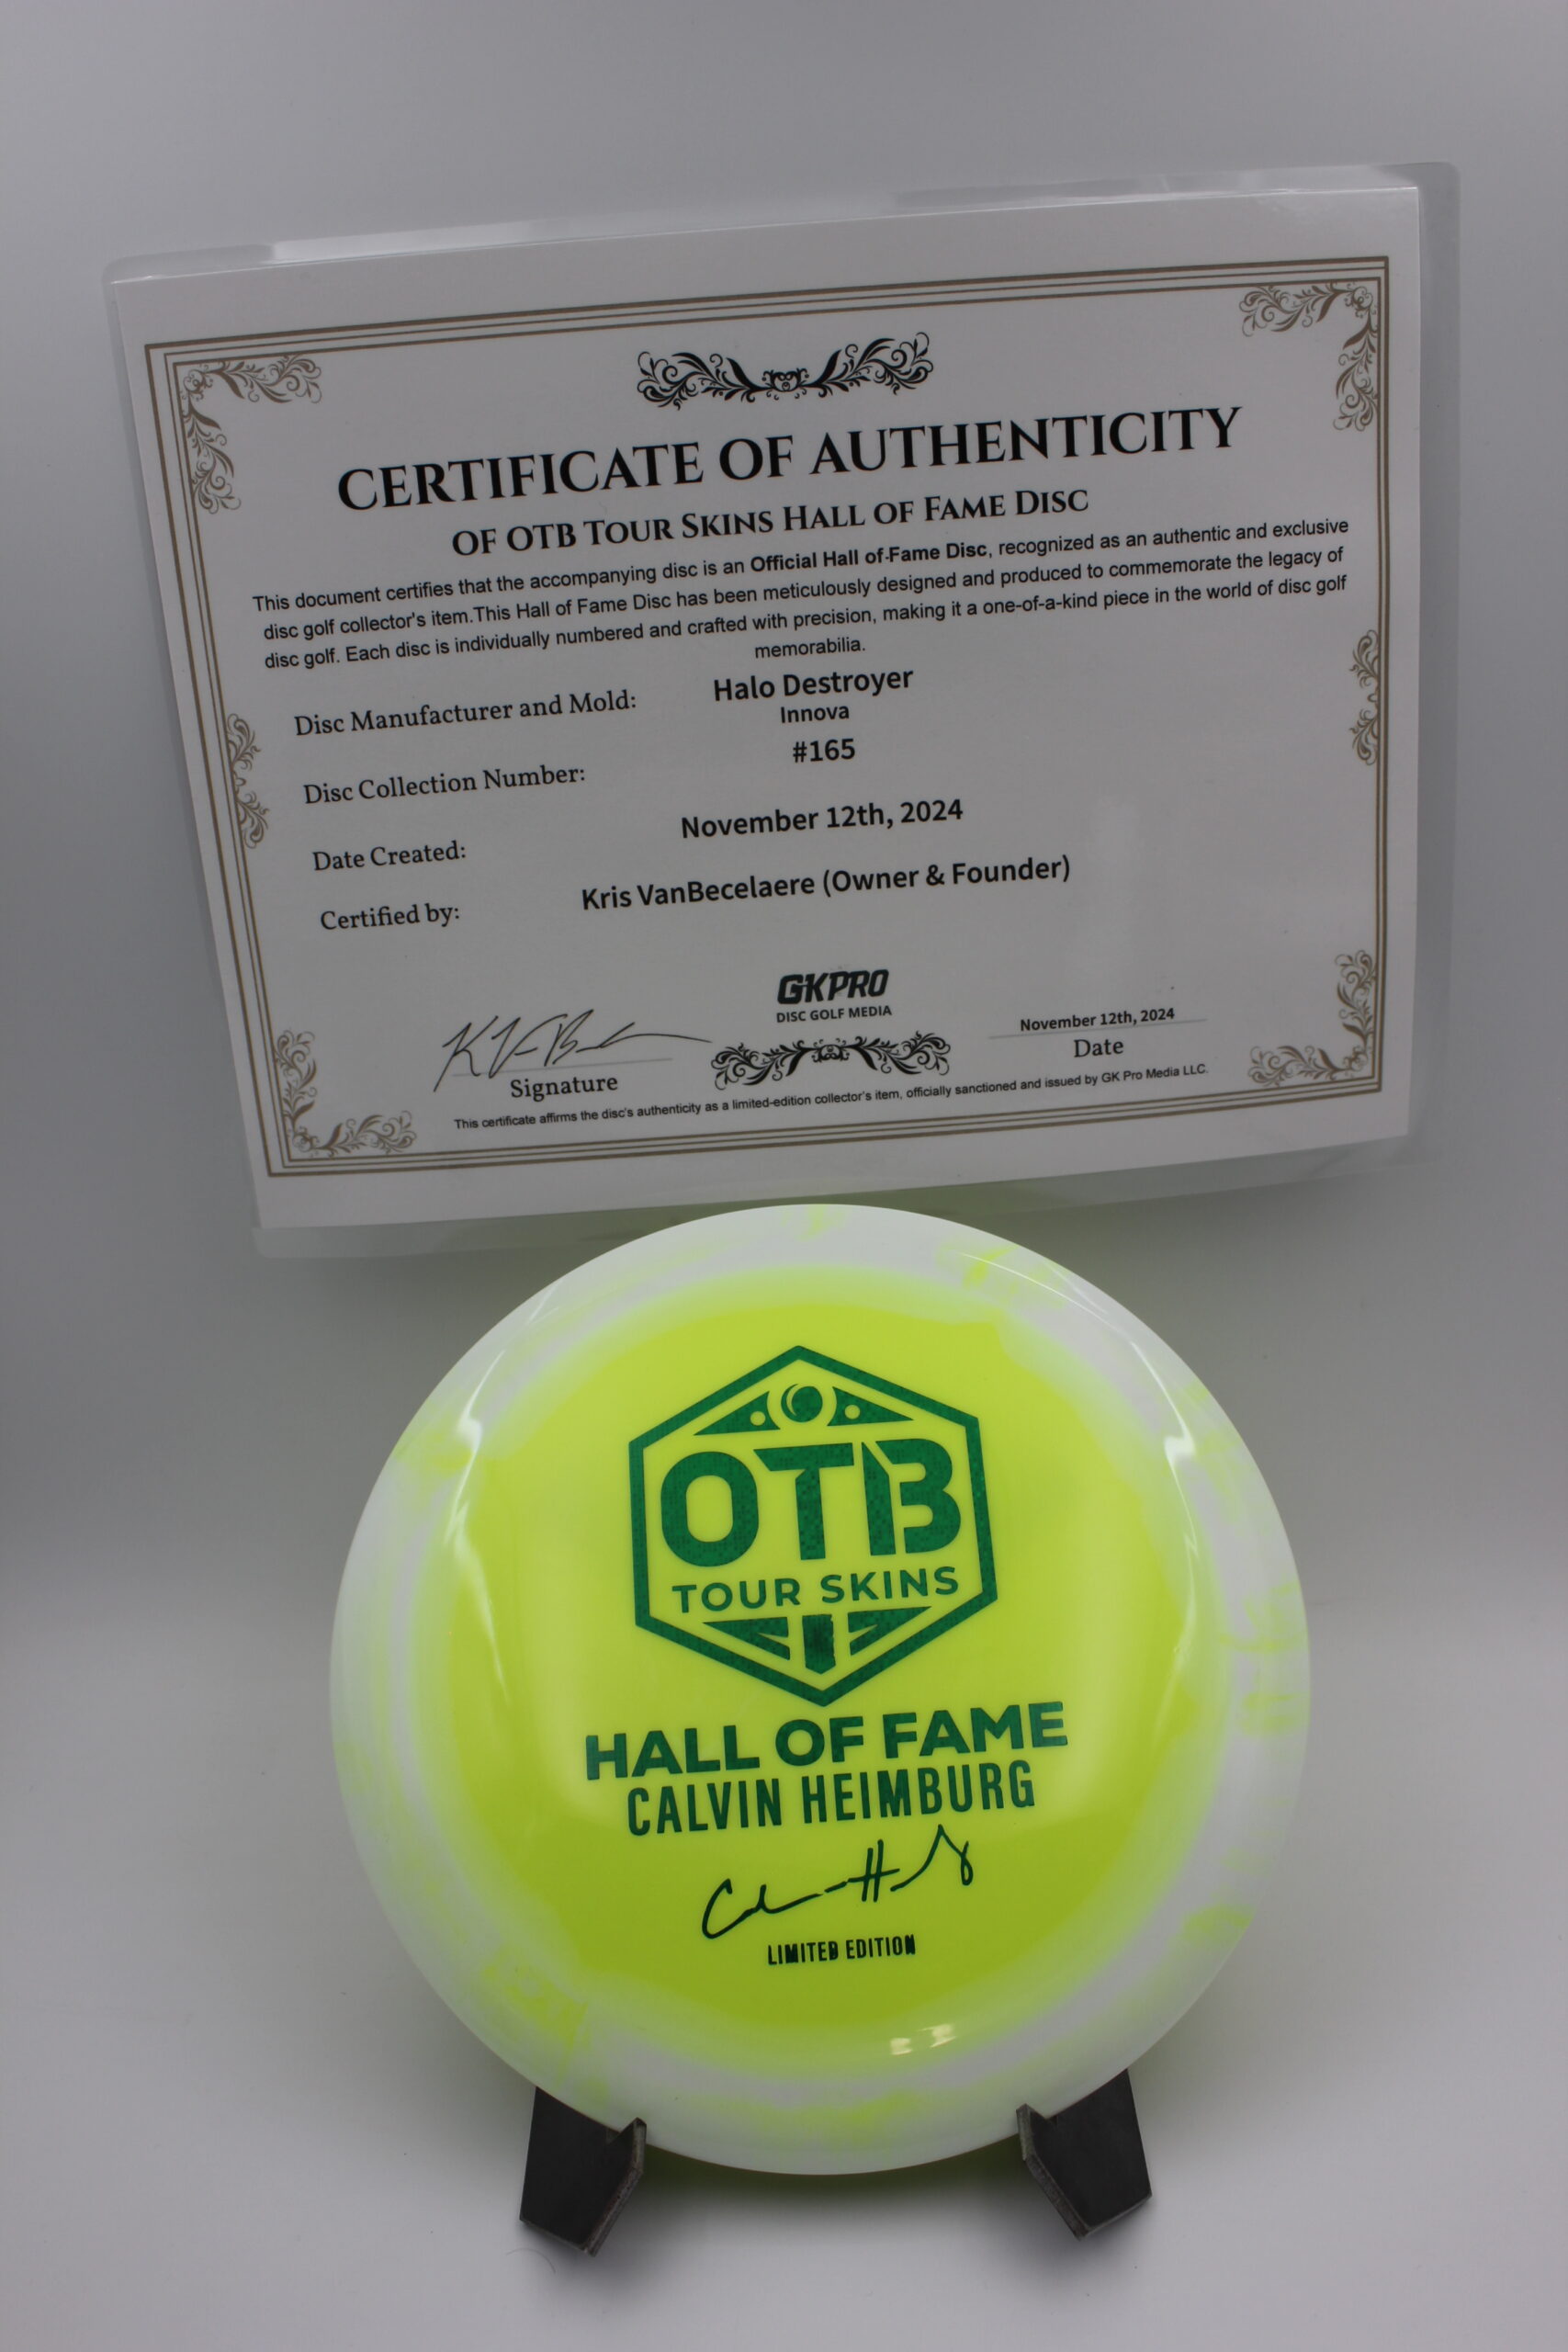 CERTIFICATE OF AUTHENTICITY
OF OTB TOUR SKINS HALL OF FAME DISC
This document certifies that the accompanying disc is an Official Hall of-Fame Disc, recognized as an authentic and exclusive
disc golf collector's item.This Hall of Fame Disc has been meticulously designed and produced to commemorate the legacy of
disc golf. Each disc is individually numbered and crafted with precision, making it a one-of-a-kind piece in the world of disc golf
memorabilia.
Disc Manufacturer and Mold: Halo Destroyer
Innova
Disc Collection Number: #165
Date Created: November 12th, 2024
Certified by: Kris VanBecelaere (Owner & Founder)
GKPRO
DISC GOLF MEDIA
November 12th, 2024
Signature
Date
This certificate affirms the disc's authenticity as a limited-edition collector's item, officially sanctioned and issued by GK Pro Media LLC.
OTB
TOUR SKINS
HALL OF FAME
CALVIN HEIMBURG
LIMITED EDITION